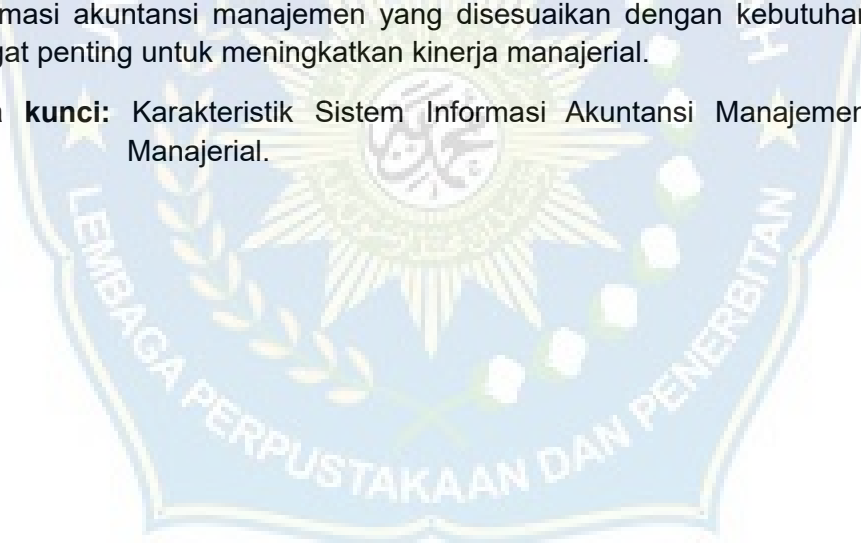 masi akuntansi manajemen yang disesuaikan dengan kebutuhan
gat penting untuk meningkatkan kinerja manajerial.
kunci: Karakteristik Sistem Informasi Akuntansi Manajemen
Manajerial.
LEMBAGA PERPUSTAKAAN DAN PENERBITAN